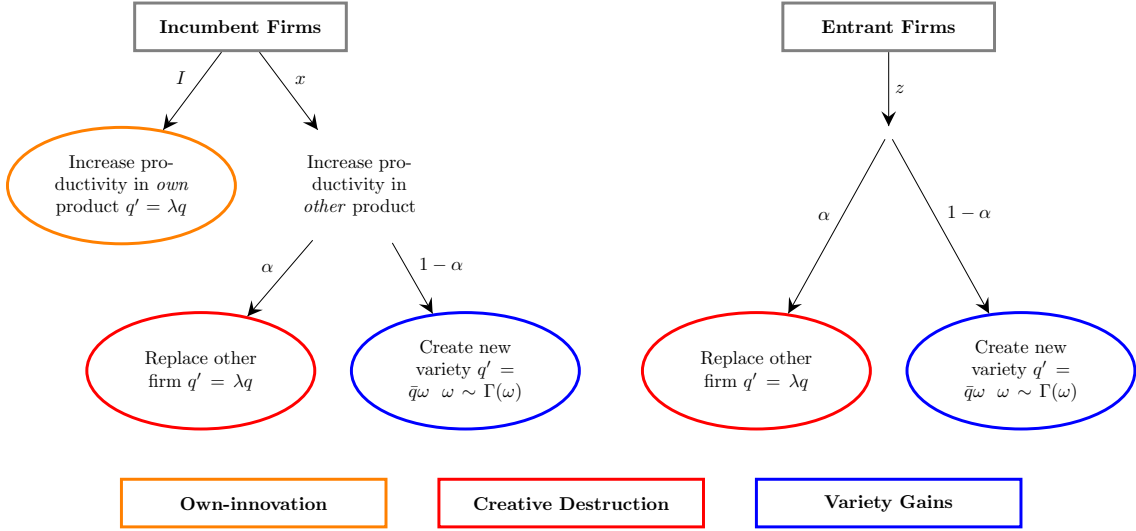 Incumbent Firms
Entrant Firms
I
x
z
Increase pro-
ductivity in own
product q′ = λq
Increase pro-
ductivity in
other product
α
1 − α
α
1 − α
Replace other
firm q′ = λq
Create new
variety q′ =
q̄ω ω ∼ Γ(ω)
Replace other
firm q′ = λq
Create new
variety q′ =
q̄ω ω ∼ Γ(ω)
Own-innovation
Creative Destruction
Variety Gains